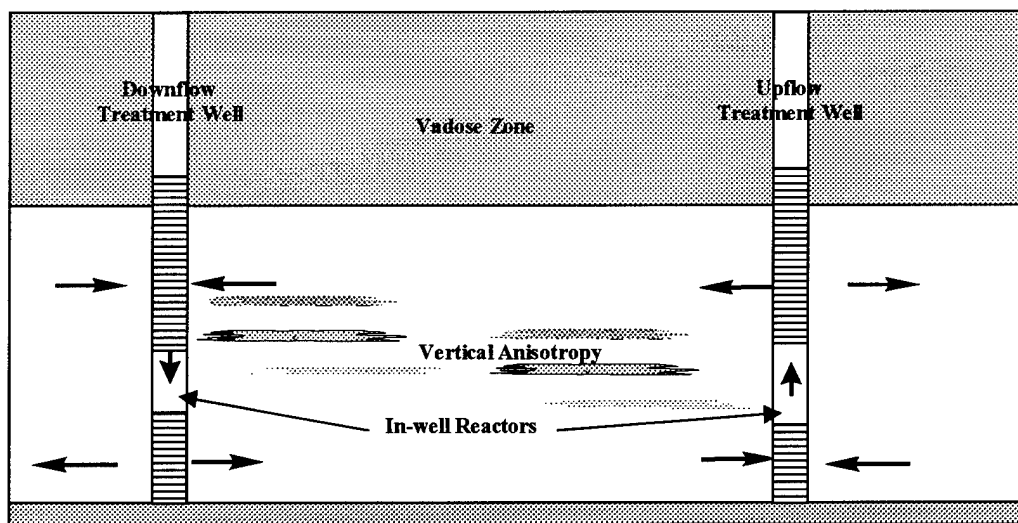 Downflow
Treatment Well
Upflow
Treatment Well
Vadose Zone
Vertical Anisotropy
In-well Reactors